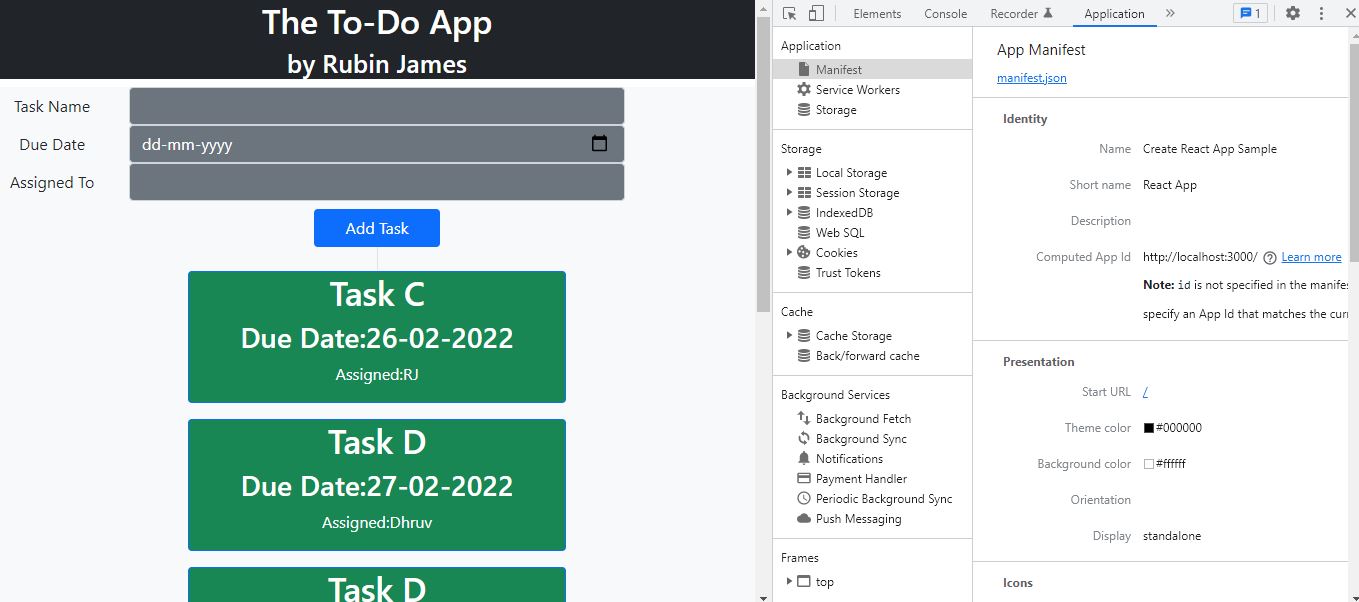 The To-Do App
by Rubin James
Task Name
Due Date
dd-mm-yyyy
Assigned To
Add Task
Task C
Due Date:26-02-2022
Assigned:RJ
Task D
Due Date:27-02-2022
Assigned:Dhruv
Task D
Elements Console Recorder Application 1
Application
Manifest
Service Workers
Storage
Storage
Local Storage
Session Storage
IndexedDB
Web SQL
Cookies
Trust Tokens
Cache
Cache Storage
Back/forward cache
Background Services
Background Fetch
Background Sync
Notifications
Payment Handler
Periodic Background Sync
Push Messaging
Frames
top
App Manifest
manifest.json
Identity
Name Create React App Sample
Short name React App
Description
Computed App Id http://localhost:3000/ Learn more
Note: id is not specified in the manife
specify an App Id that matches the cur
Presentation
Start URL /
Theme color #000000
Background color #ffffff
Orientation
Display standalone
Icons